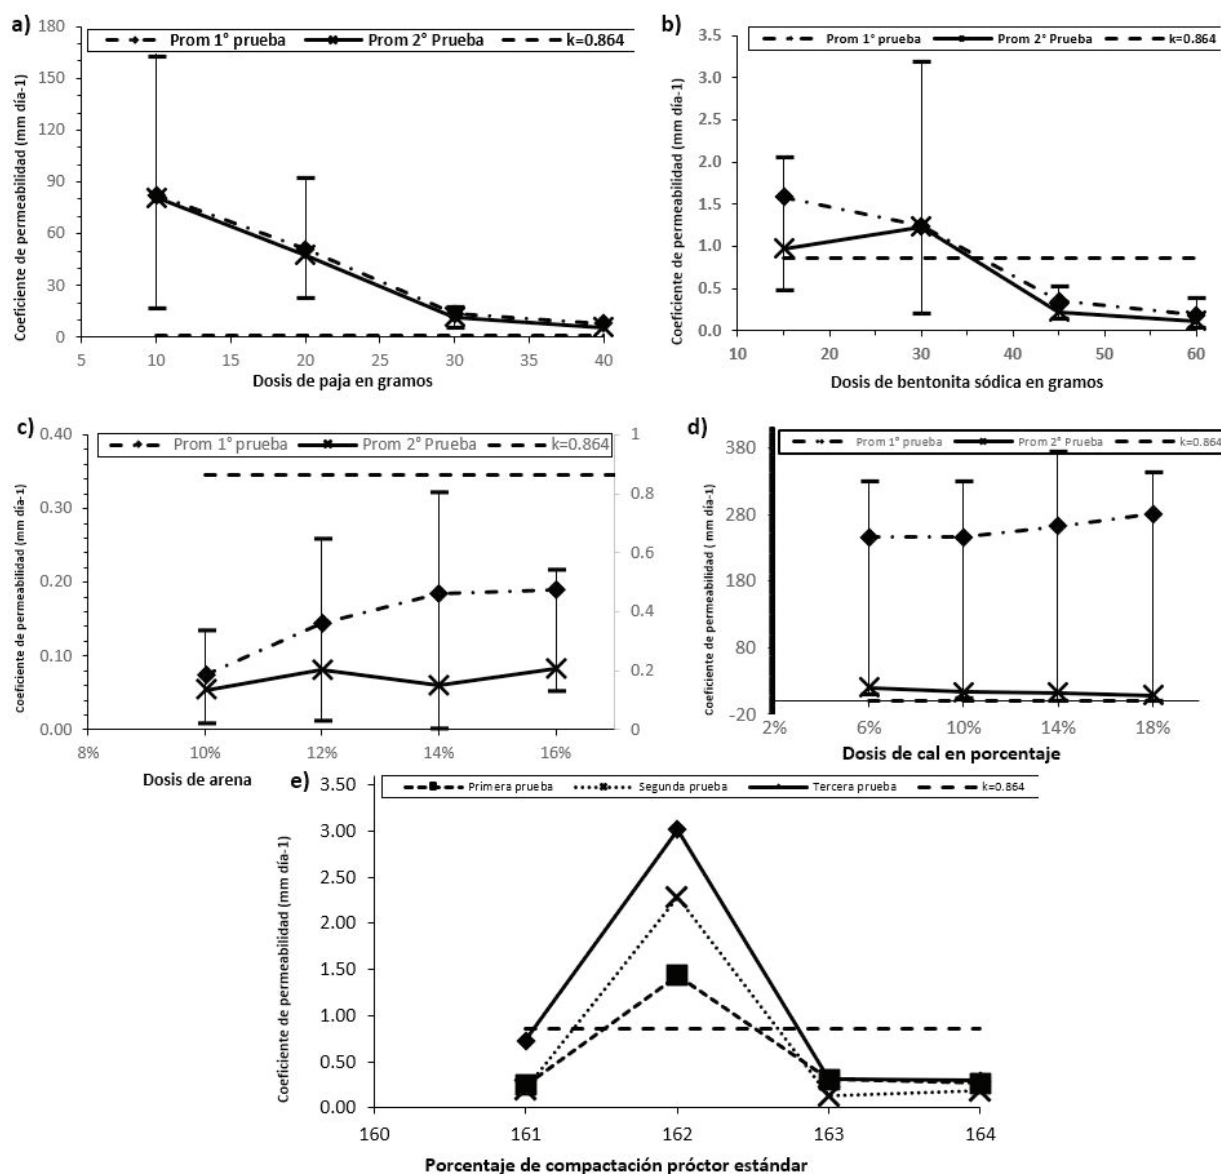 a)
Prom 1° prueba
Prom 2° Prueba
k=0.864
Coeficiente de permeabilidad (mm día-1)
180
150
120
90
60
30
0
5
10
15
20
25
30
35
40
Dosis de paja en gramos
b)
Prom 1° prueba
Prom 2° Prueba
k=0.864
Coeficiente de permeabilidad (mm día-1)
3.5
3.0
2.5
2.0
1.5
1.0
0.5
0.0
10
20
30
40
50
60
Dosis de bentonita sódica en gramos
c)
Prom 1° prueba
Prom 2° Prueba
k=0.864
Coeficiente de permeabilidad (mm día-1)
0.40
0.30
0.20
0.10
0.00
1
0.8
0.6
0.4
0.2
0
8%
10%
12%
14%
16%
Dosis de arena
d)
Prom 1° prueba
Prom 2° Prueba
k=0.864
Coeficiente de permeabilidad ( mm día-1)
380
280
180
80
-20
2%
6%
10%
14%
18%
Dosis de cal en porcentaje
e)
Primera prueba
Segunda prueba
Tercera prueba
k=0.864
Coeficiente de permeabilidad (mm día-1)
3.50
3.00
2.50
2.00
1.50
1.00
0.50
0.00
160
161
162
163
164
Porcentaje de compactación próctor estándar